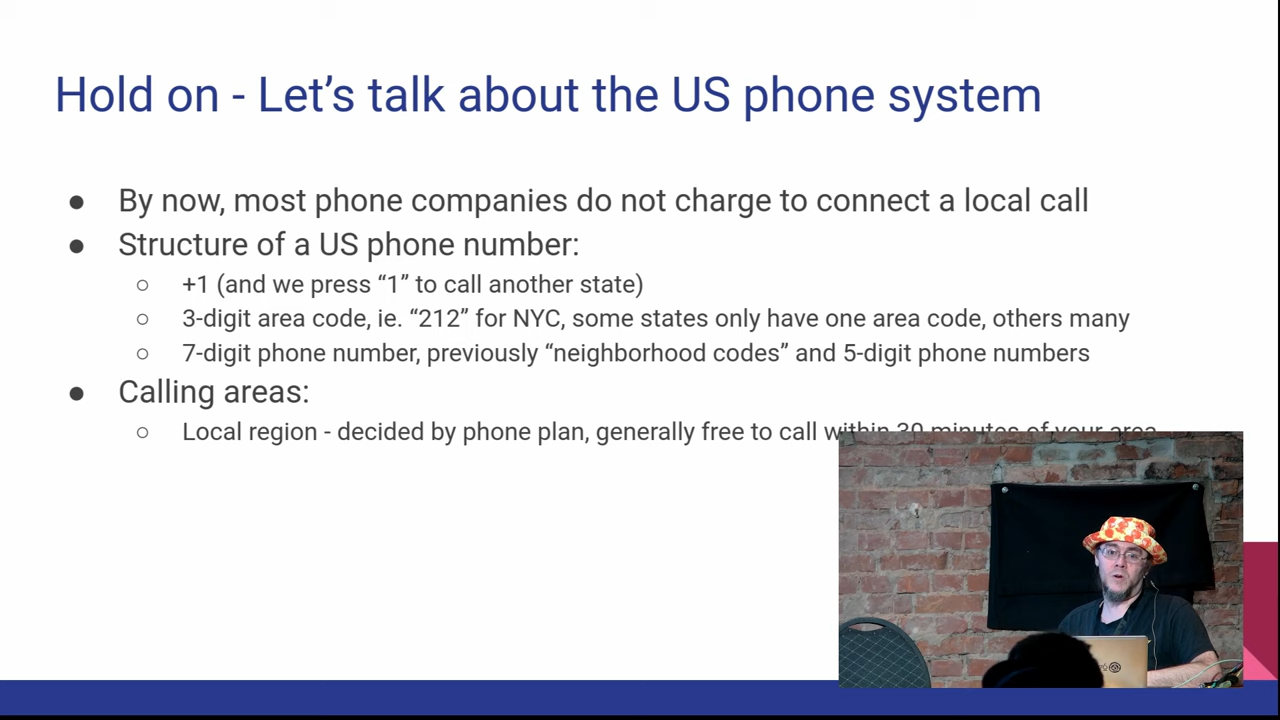 Hold on - Let’s talk about the US phone system
● By now, most phone companies do not charge to connect a local call
● Structure of a US phone number:
○ +1 (and we press “1” to call another state)
○ 3-digit area code, ie. “212” for NYC, some states only have one area code, others many
○ 7-digit phone number, previously “neighborhood codes” and 5-digit phone numbers
● Calling areas:
○ Local region - decided by phone plan, generally free to call within 30 minutes of your area